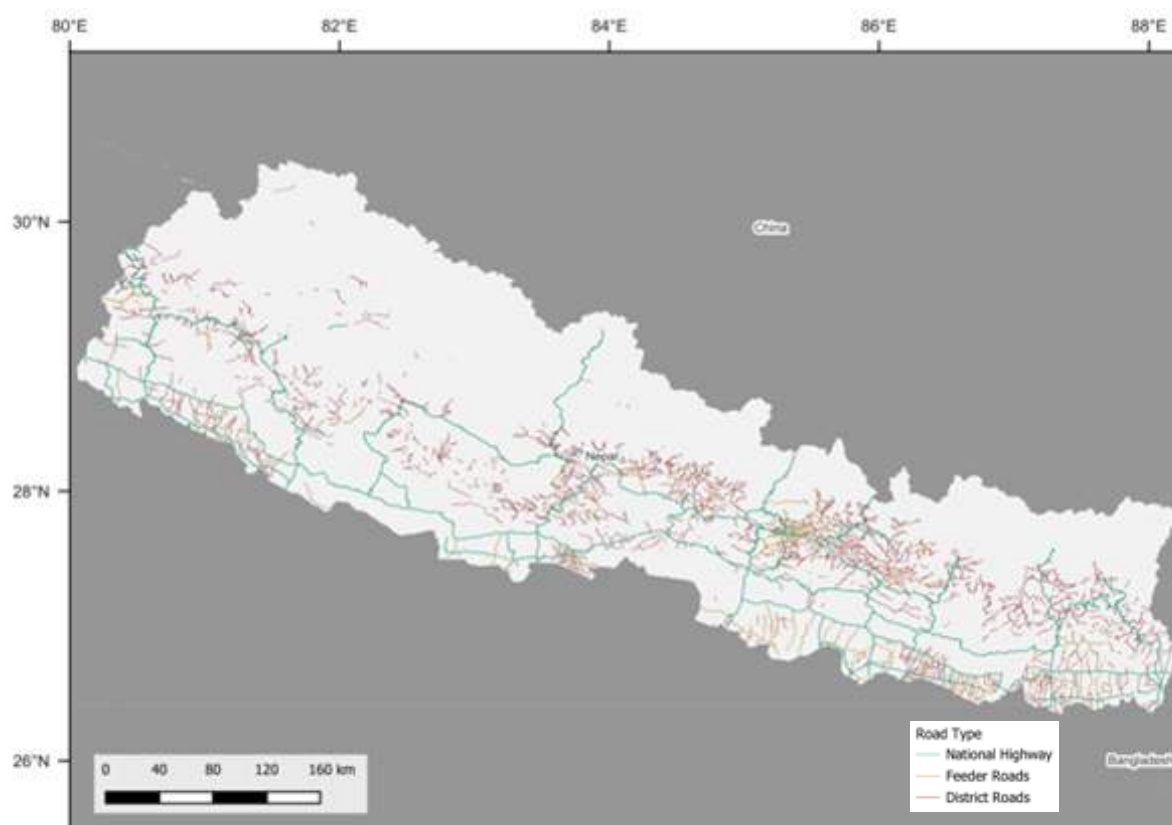 80°E 82°E 84°E 86°E 88°E
30°N
China
28°N
Nepal
26°N
0 40 80 120 160 km
Road Type
National Highway
Feeder Roads
District Roads
Bangladesh